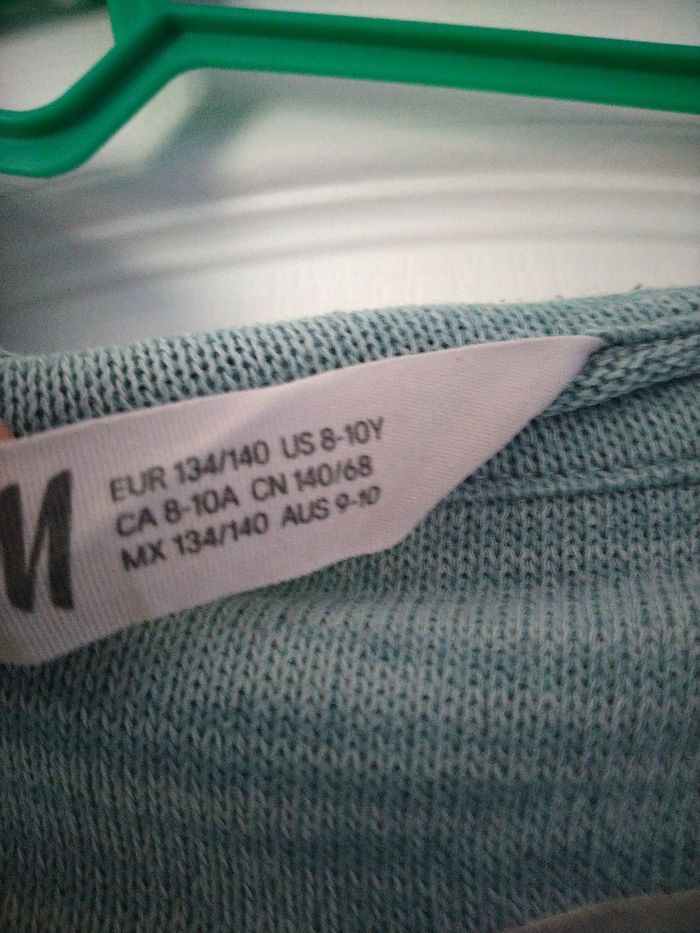 M
EUR 134/140 US 8-10Y
CA 8-10A CN 140/68
MX 134/140 AUS 9-10